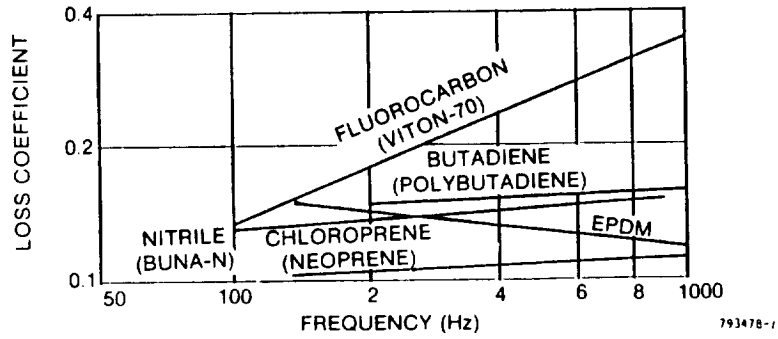 0.4
LOSS COEFFICIENT
FLUOROCARBON
(VITON-70)
0.2
BUTADIENE
(POLYBUTADIENE)
NITRILE
(BUNA-N)
CHLOROPRENE
(NEOPRENE)
EPDM
0.1
50 100 2 4 6 8 1000
FREQUENCY (Hz)